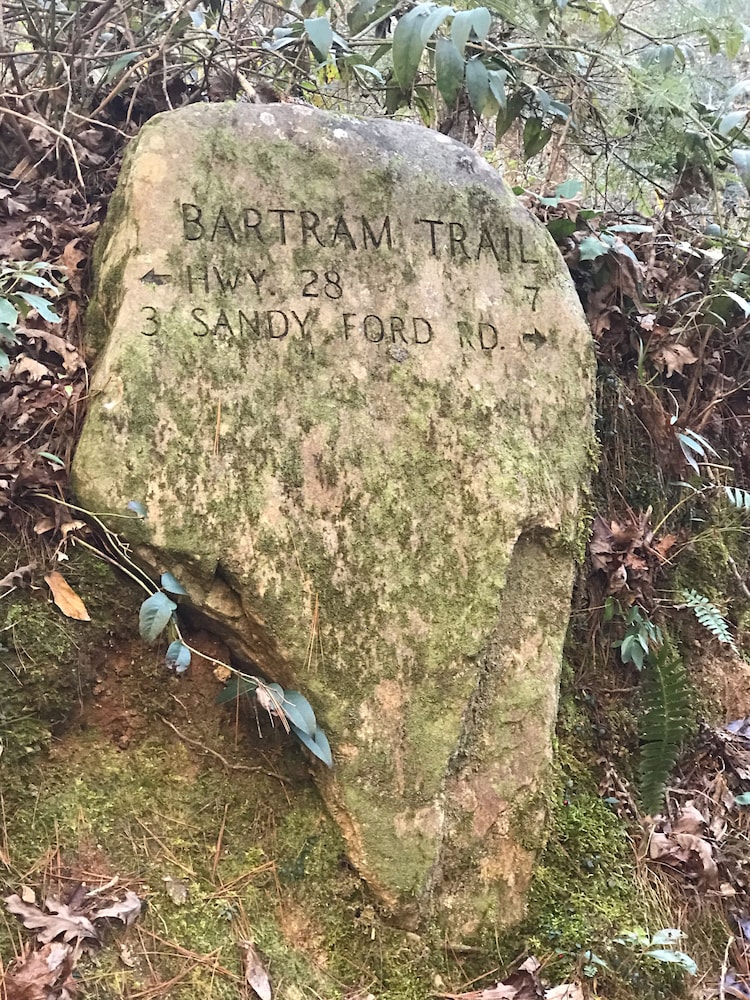 BARTRAM TRAIL
← HWY. 28 7
3 SANDY FORD RD. →